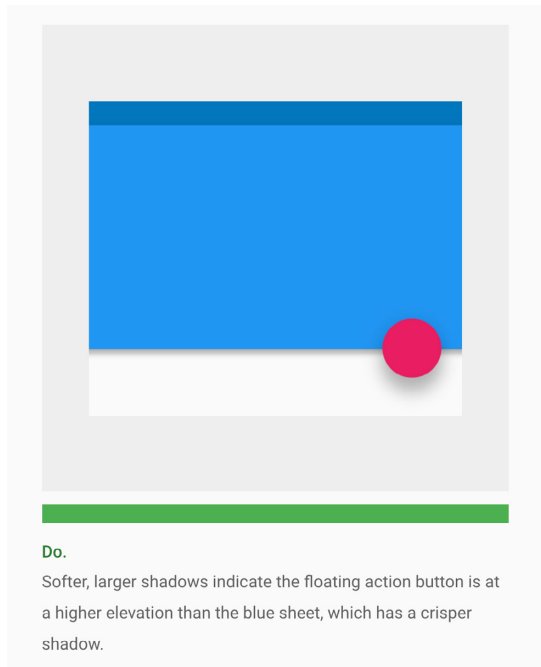 Do.
Softer, larger shadows indicate the floating action button is at
a higher elevation than the blue sheet, which has a crisper
shadow.